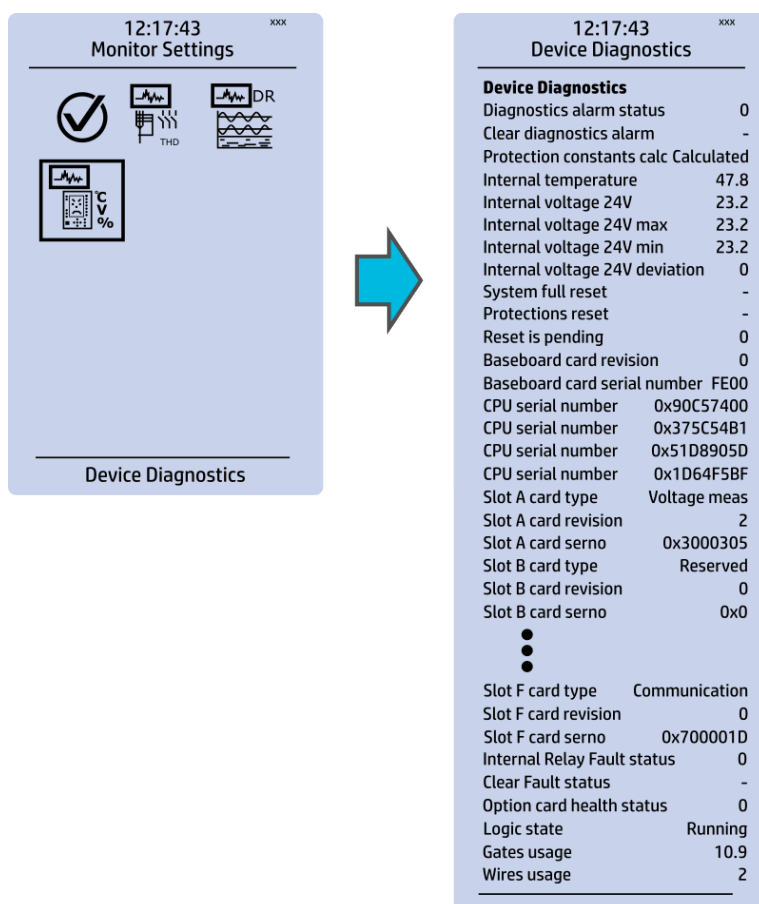 12:17:43 xxx
Monitor Settings
DR
THD
°C
V
%
Device Diagnostics
12:17:43 xxx
Device Diagnostics
Device Diagnostics
Diagnostics alarm status 0
Clear diagnostics alarm -
Protection constants calc Calculated
Internal temperature 47.8
Internal voltage 24V 23.2
Internal voltage 24V max 23.2
Internal voltage 24V min 23.2
Internal voltage 24V deviation 0
System full reset -
Protections reset -
Reset is pending 0
Baseboard card revision 0
Baseboard card serial number FE00
CPU serial number 0x90C57400
CPU serial number 0x375C54B1
CPU serial number 0x51D8905D
CPU serial number 0x1D64F5BF
Slot A card type Voltage meas
Slot A card revision 2
Slot A card serno 0x3000305
Slot B card type Reserved
Slot B card revision 0
Slot B card serno 0x0
Slot F card type Communication
Slot F card revision 0
Slot F card serno 0x700001D
Internal Relay Fault status 0
Clear Fault status -
Option card health status 0
Logic state Running
Gates usage 10.9
Wires usage 2